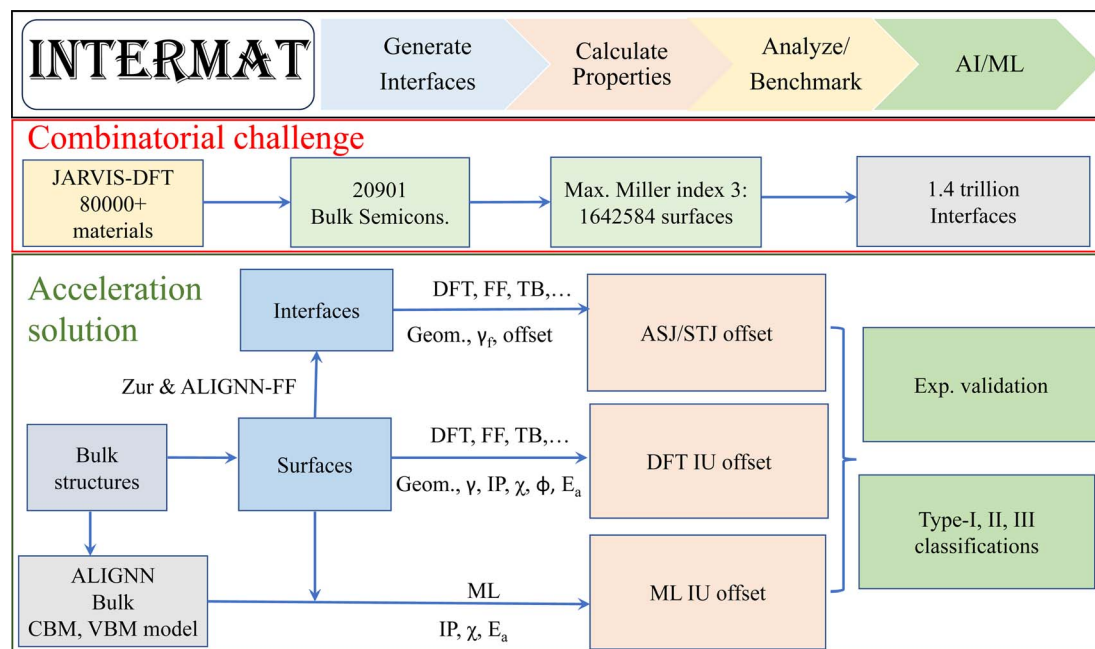 INTERMAT
Generate
Interfaces
Calculate
Properties
Analyze/
Benchmark
AI/ML
Combinatorial challenge
JARVIS-DFT
80000+
materials
20901
Bulk Semicons.
Max. Miller index 3:
1642584 surfaces
1.4 trillion
Interfaces
Acceleration
solution
Interfaces
DFT, FF, TB,…
Geom., γf, offset
ASJ/STJ offset
Exp. validation
Zur & ALIGNN-FF
Bulk
structures
Surfaces
DFT, FF, TB,…
Geom., γ, IP, χ, ϕ, Ea
DFT IU offset
Type-I, II, III
classifications
ALIGNN
Bulk
CBM, VBM model
ML
IP, χ, Ea
ML IU offset